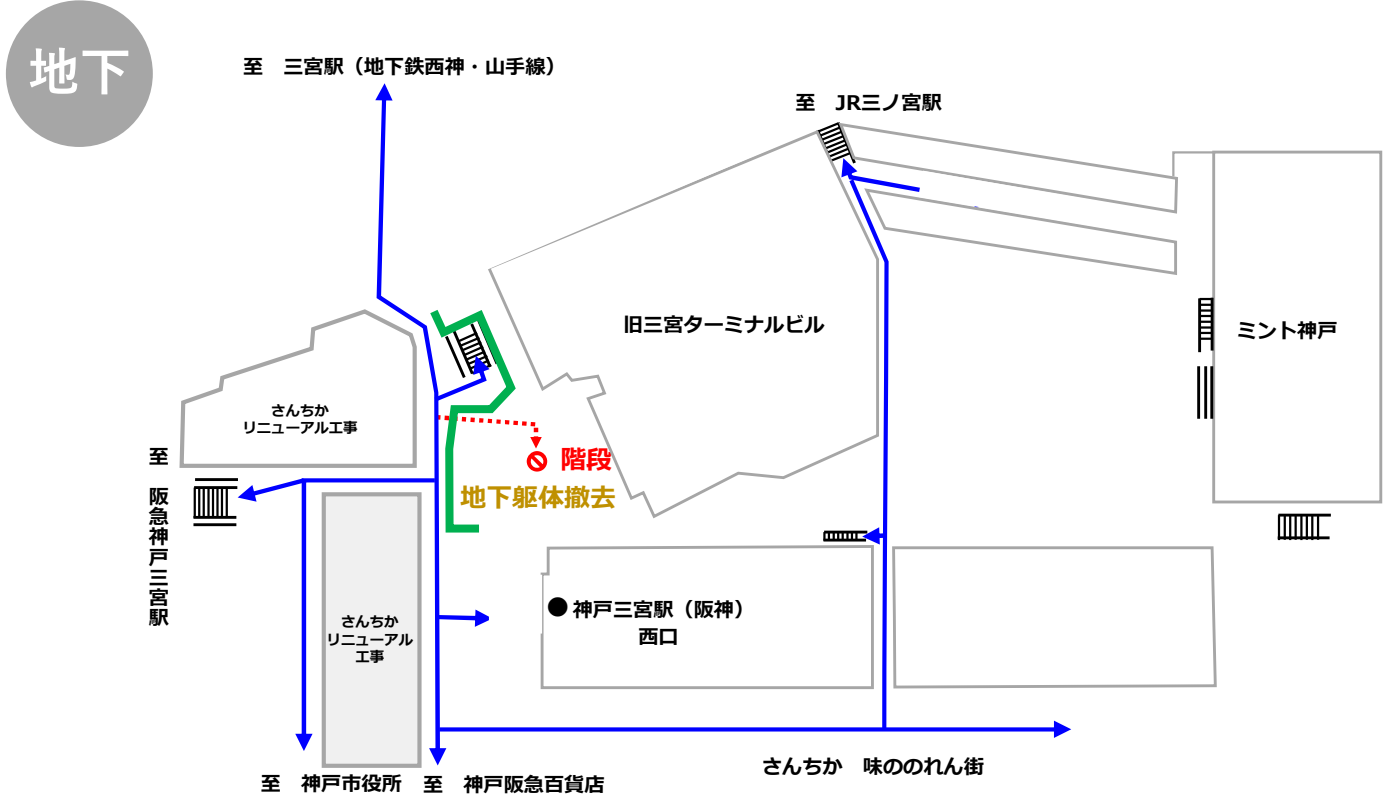 地下
至　三宮駅（地下鉄西神・山手線）
至　JR三ノ宮駅
旧三宮ターミナルビル
ミント神戸
さんちか
リニューアル工事
至　阪急神戸三宮駅
階段
地下躯体撤去
神戸三宮駅（阪神）
西口
さんちか
リニューアル
工事
さんちか　味ののれん街
至　神戸市役所
至　神戸阪急百貨店